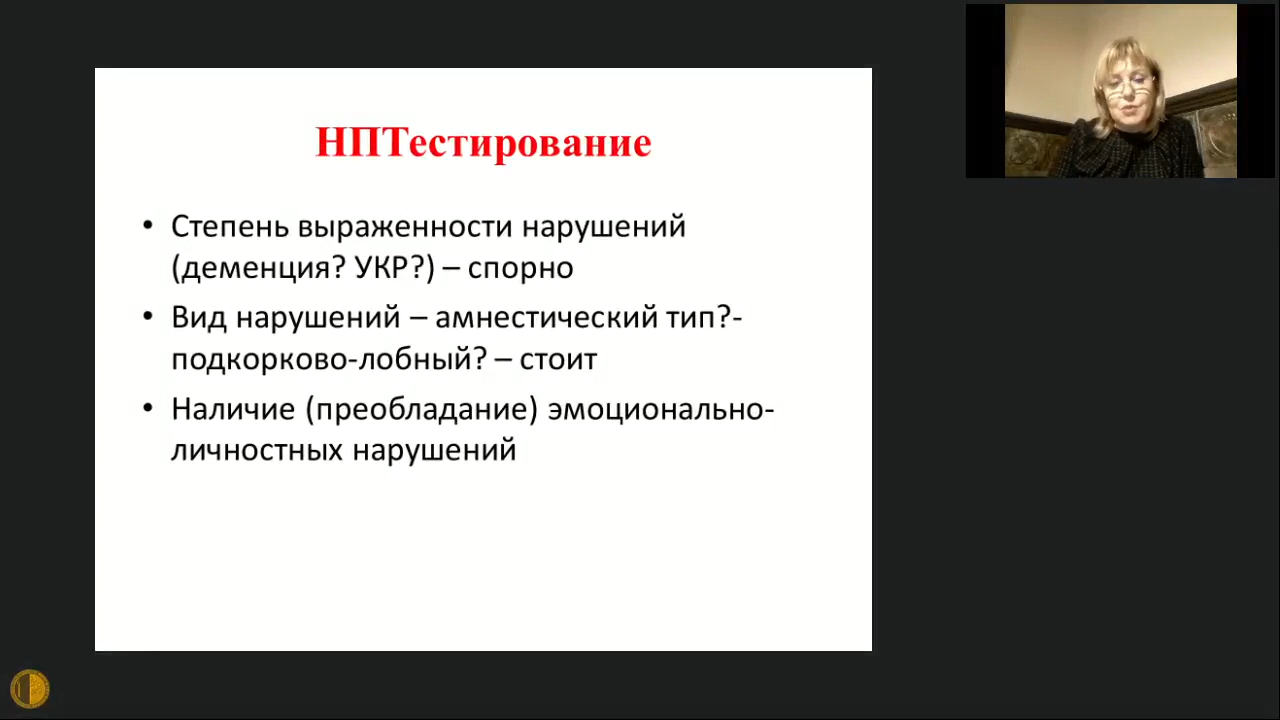 НПТестирование
• Степень выраженности нарушений
(деменция? УКР?) – спорно
• Вид нарушений – амнестический тип?-
подкорково-лобный? – стоит
• Наличие (преобладание) эмоционально-
личностных нарушений